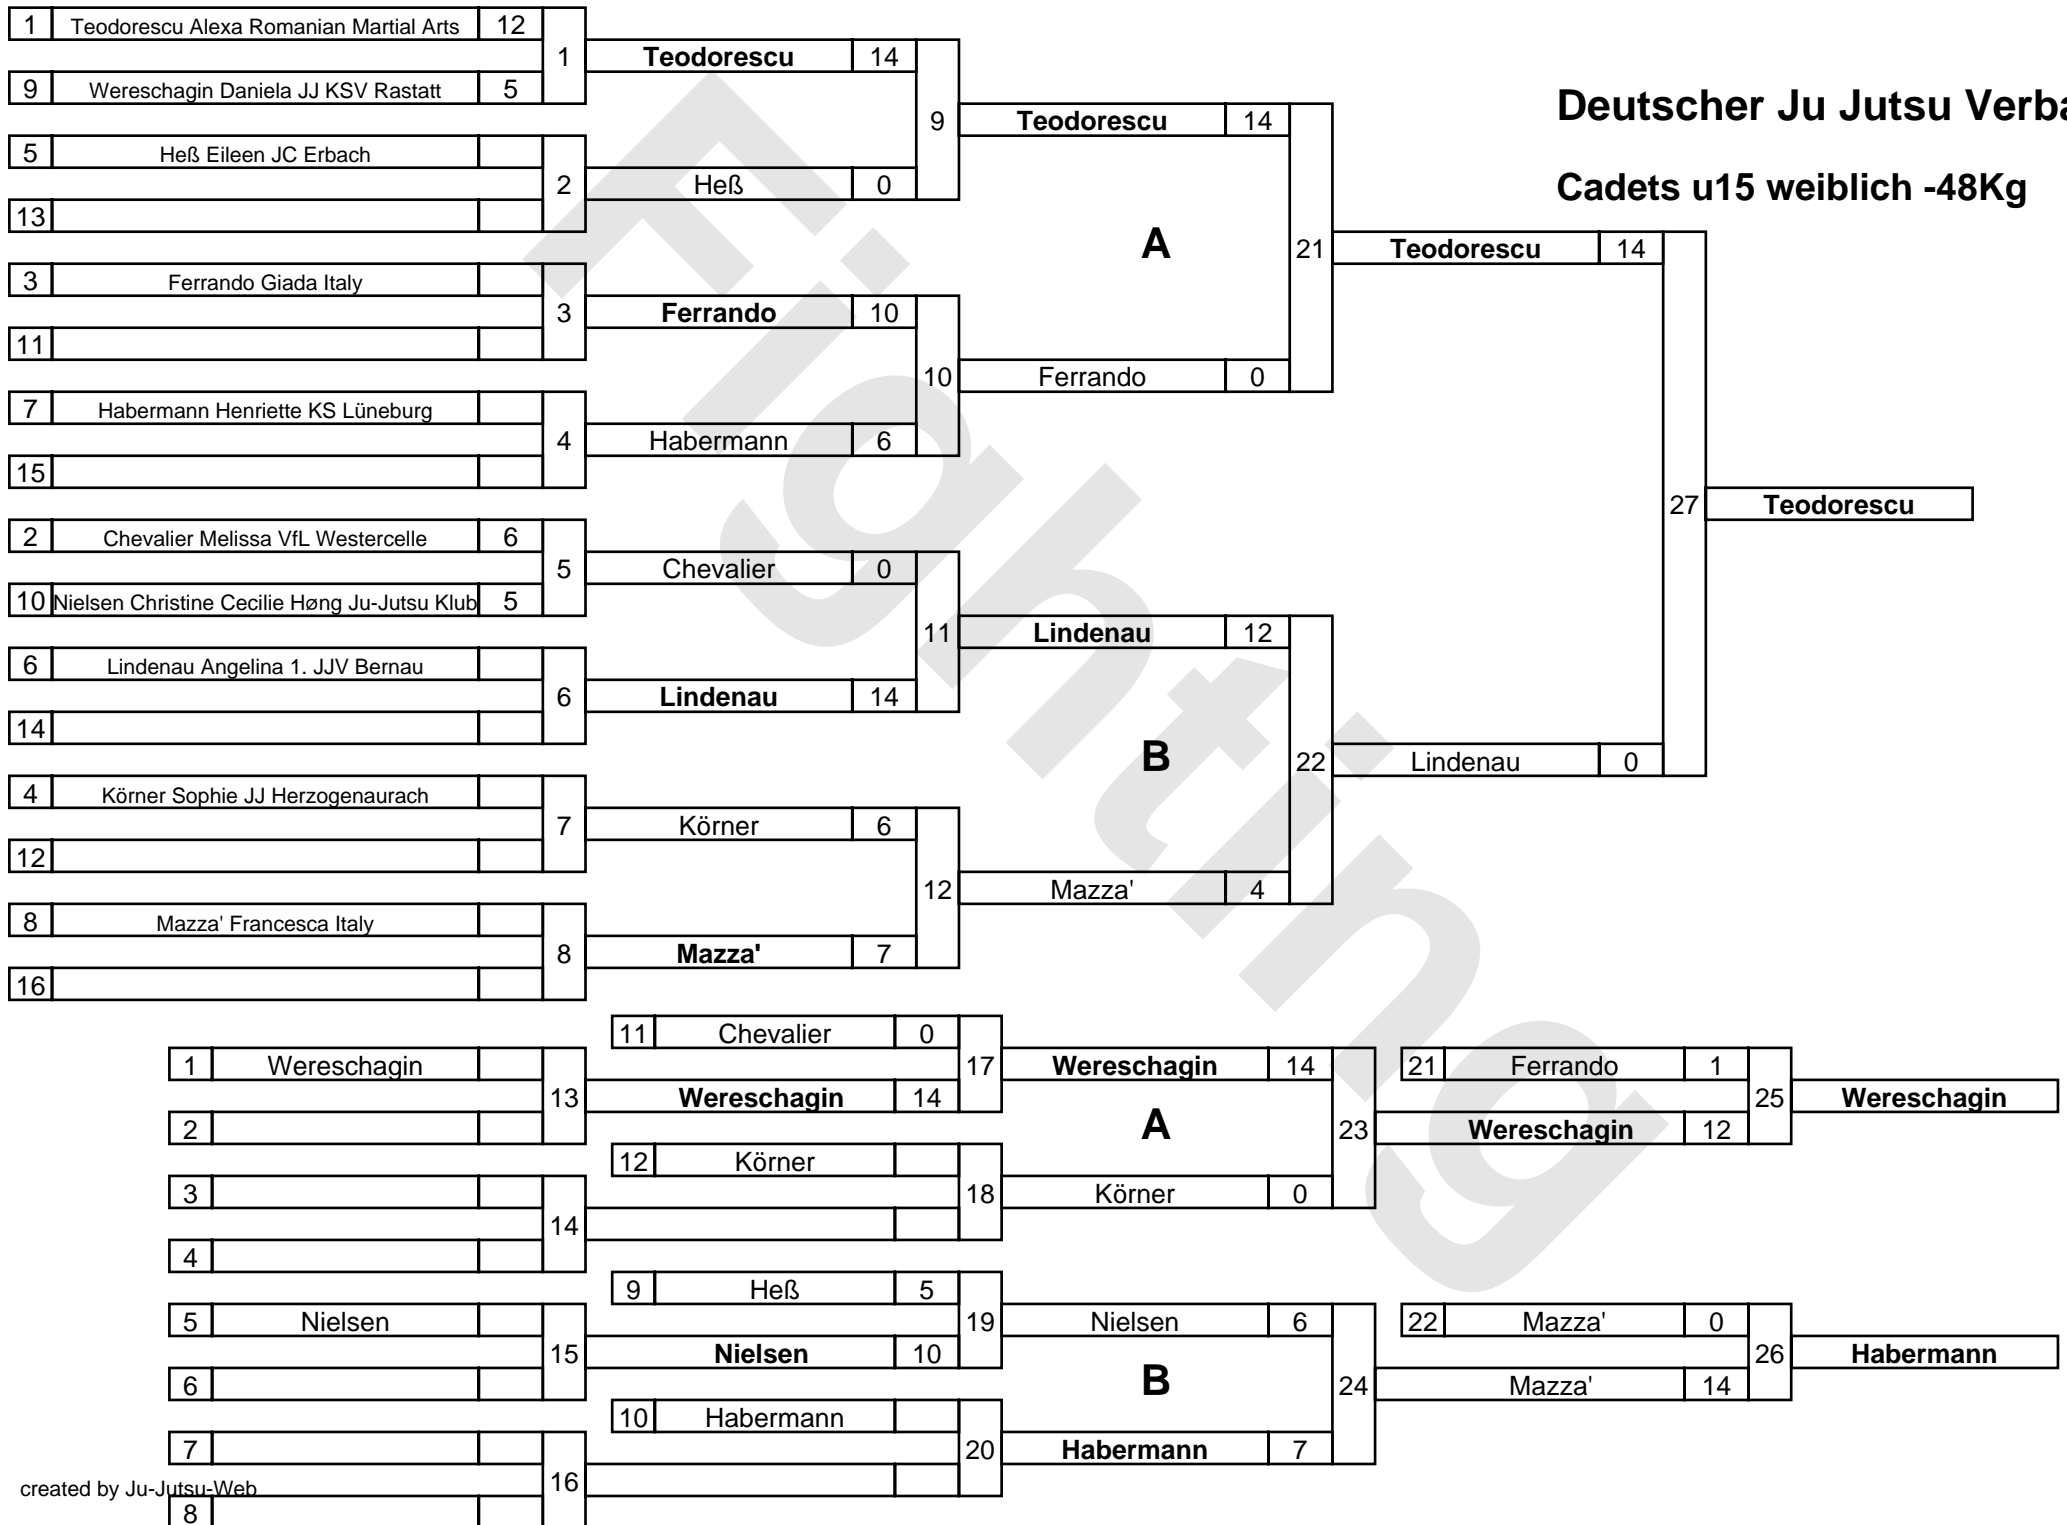 Deutscher Ju Jutsu Verba
Cadets u15 weiblich -48Kg
Fighting
1 Teodorescu Alexa Romanian Martial Arts 12
9 Wereschagin Daniela JJ KSV Rastatt 5
1
5 Heß Eileen JC Erbach
13
2
3 Ferrando Giada Italy
11
3
7 Habermann Henriette KS Lüneburg
15
4
2 Chevalier Melissa VfL Westercelle 6
10 Nielsen Christine Cecilie Høng Ju-Jutsu Klub 5
5
6 Lindenau Angelina 1. JJV Bernau
14
6
4 Körner Sophie JJ Herzogenaurach
12
7
8 Mazza' Francesca Italy
16
8
Teodorescu 14
Heß 0
9
Ferrando 10
Habermann 6
10
Chevalier 0
Lindenau 14
11
Körner 6
Mazza' 7
12
Teodorescu 14
A
Ferrando 0
21
Lindenau 12
B
Mazza' 4
22
Teodorescu 14
Lindenau 0
27
Teodorescu
1 Wereschagin
2
13
3
4
14
5 Nielsen
6
15
7
8
16
11 Chevalier 0
Wereschagin 14
17
12 Körner
18
9 Heß 5
Nielsen 10
19
10 Habermann
20
Wereschagin 14
A
Körner 0
23
Nielsen 6
B
Habermann 7
24
21 Ferrando 1
Wereschagin 12
25
Wereschagin
22 Mazza' 0
Mazza' 14
26
Habermann
created by Ju-Jutsu-Web